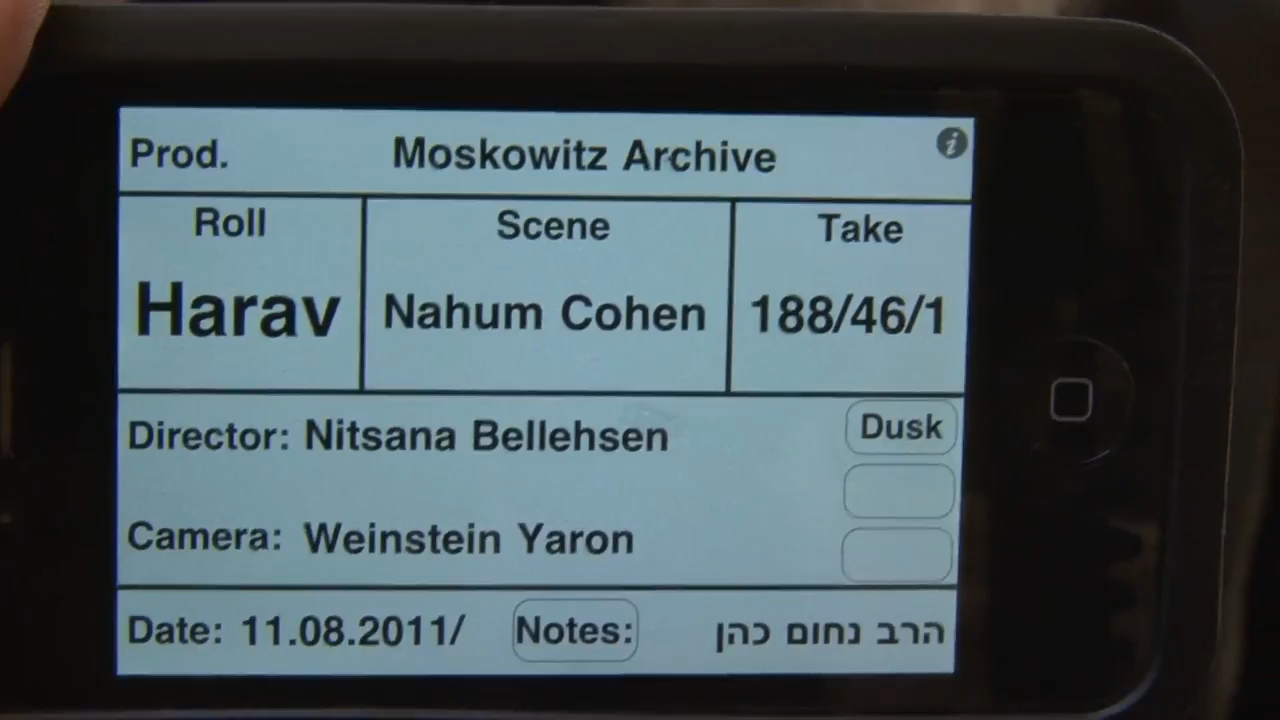 Prod. Moskowitz Archive i
Roll Scene Take
Harav Nahum Cohen 188/46/1
Director: Nitsana Bellehsen Dusk
Camera: Weinstein Yaron
Date: 11.08.2011/ Notes: הרב נחום כהן